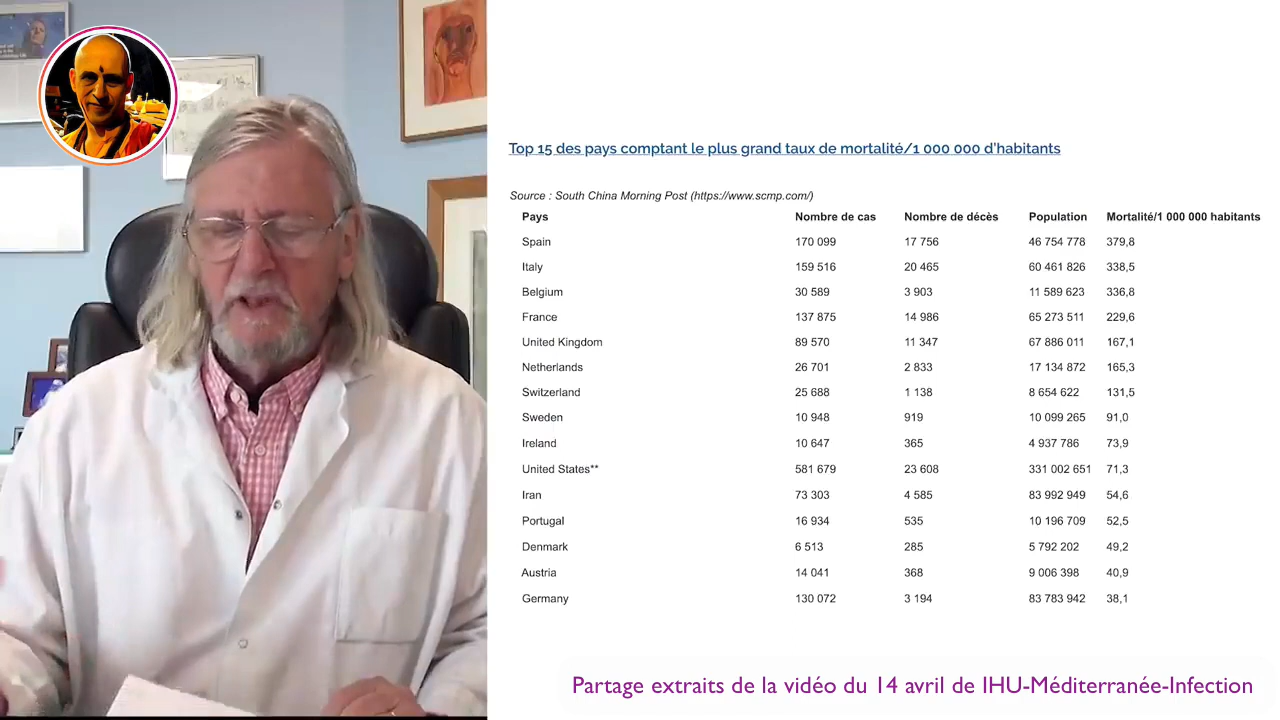 Top 15 des pays comptant le plus grand taux de mortalité/1 000 000 d'habitants
Source : South China Morning Post (https://www.scmp.com/)
Pays Nombre de cas Nombre de décès Population Mortalité/1 000 000 habitants
Spain 170 099 17 756 46 754 778 379,8
Italy 159 516 20 465 60 461 826 338,5
Belgium 30 589 3 903 11 589 623 336,8
France 137 875 14 986 65 273 511 229,6
United Kingdom 89 570 11 347 67 886 011 167,1
Netherlands 26 701 2 833 17 134 872 165,3
Switzerland 25 688 1 138 8 654 622 131,5
Sweden 10 948 919 10 099 265 91,0
Ireland 10 647 365 4 937 786 73,9
United States** 581 679 23 608 331 002 651 71,3
Iran 73 303 4 585 83 992 949 54,6
Portugal 16 934 535 10 196 709 52,5
Denmark 6 513 285 5 792 202 49,2
Austria 14 041 368 9 006 398 40,9
Germany 130 072 3 194 83 783 942 38,1
Partage extraits de la vidéo du 14 avril de IHU-Méditerranée-Infection